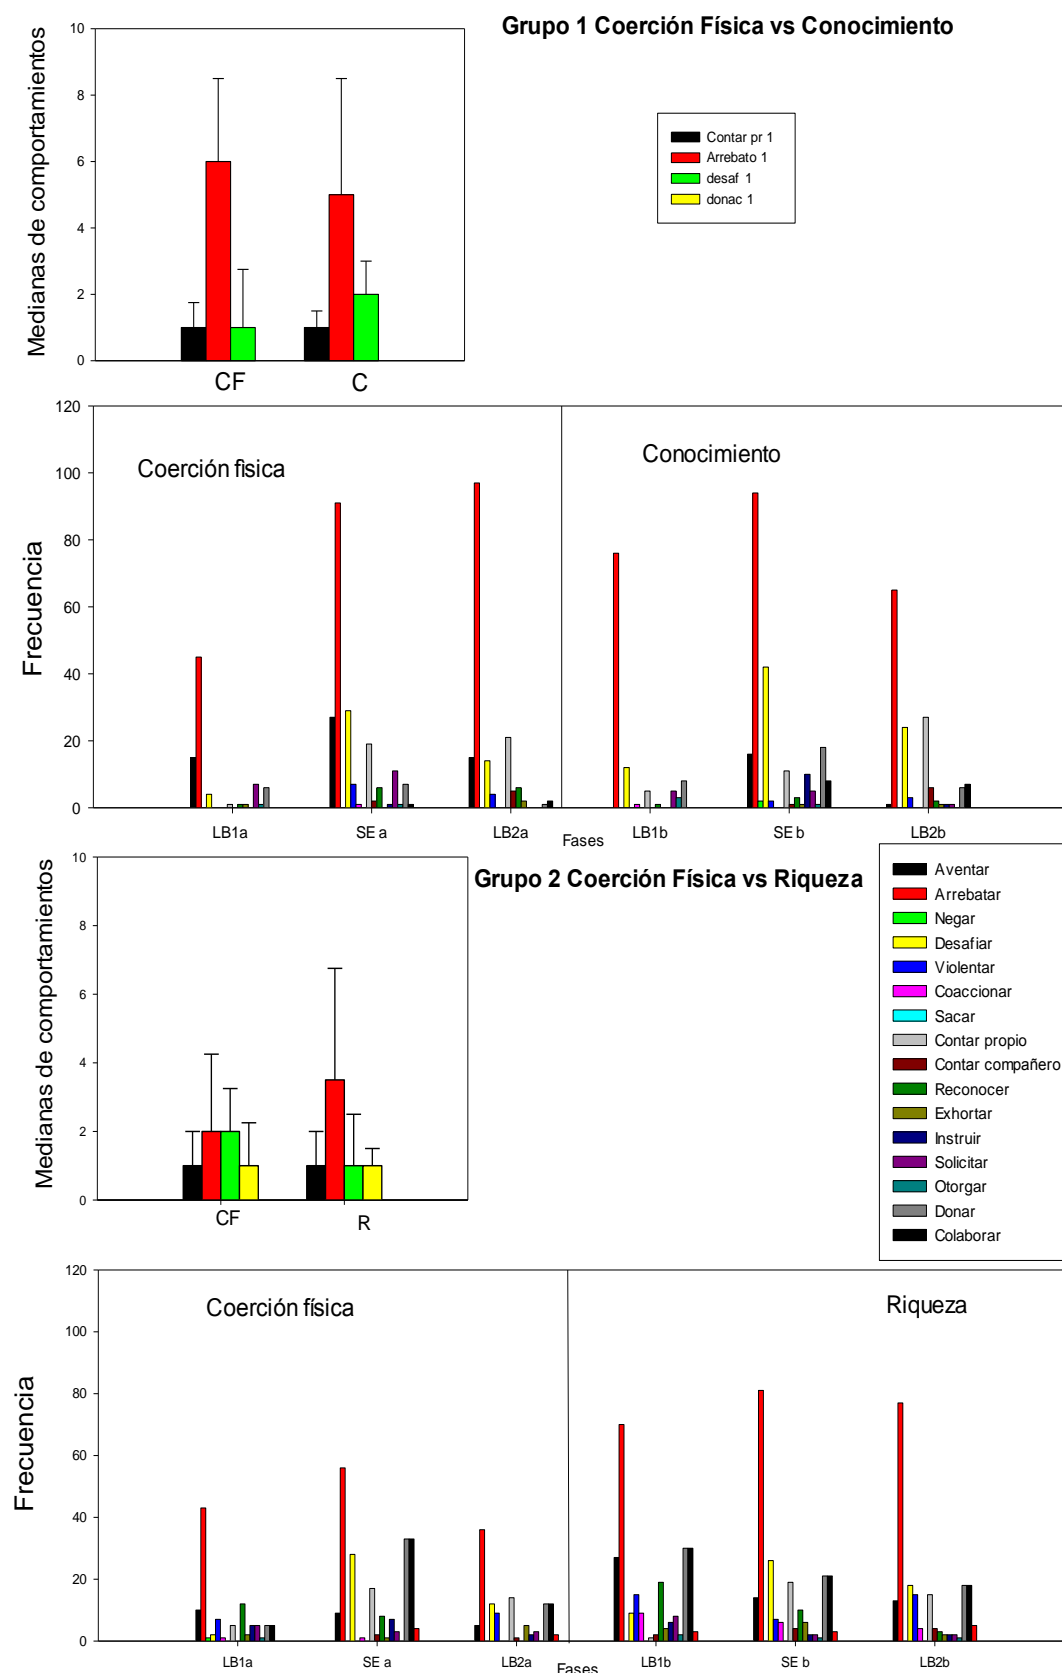 Grupo 1 Coerción Física vs Conocimiento
Medianas de comportamientos
10
8
6
4
2
0
CF
C
Contar pr 1
Arrebato 1
desaf 1
donac 1
Frecuencia
120
100
80
60
40
20
0
Coerción fisica
Conocimiento
LB1a
SE a
LB2a
Fases
LB1b
SE b
LB2b
Grupo 2 Coerción Física vs Riqueza
Medianas de comportamientos
10
8
6
4
2
0
CF
R
Aventar
Arrebatar
Negar
Desafiar
Violentar
Coaccionar
Sacar
Contar propio
Contar compañero
Reconocer
Exhortar
Instruir
Solicitar
Otorgar
Donar
Colaborar
Frecuencia
120
100
80
60
40
20
0
Coerción física
Riqueza
LB1a
SE a
LB2a
Fases
LB1b
SE b
LB2b